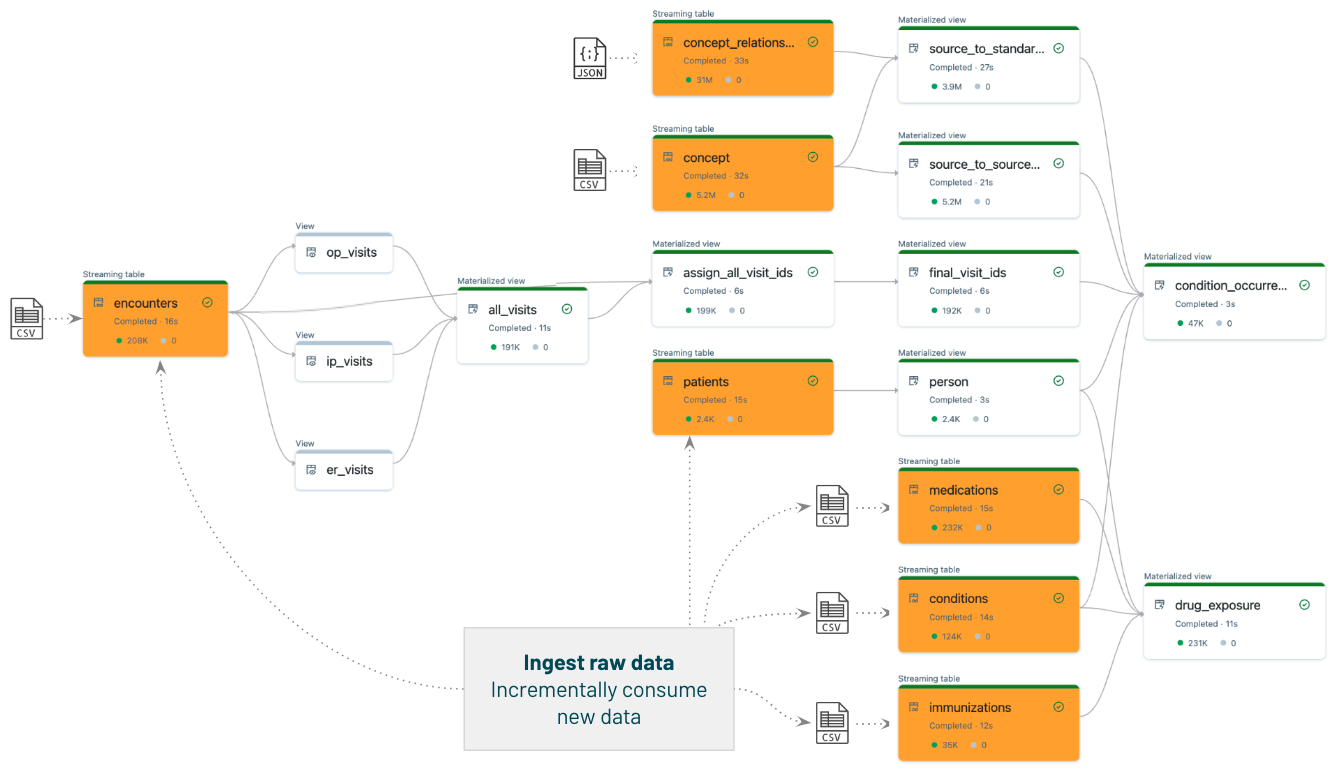 Streaming table
concept_relations...
Completed · 33s
31M 0
JSON
Materialized view
source_to_standar...
Completed · 27s
3.9M 0
Streaming table
concept
Completed · 32s
5.2M 0
CSV
Materialized view
source_to_source...
Completed · 21s
5.2M 0
View
op_visits
Streaming table
encounters
Completed · 16s
208K 0
CSV
View
ip_visits
View
er_visits
Materialized view
all_visits
Completed · 11s
191K 0
Materialized view
assign_all_visit_ids
Completed · 6s
199K 0
Materialized view
final_visit_ids
Completed · 6s
192K 0
Materialized view
condition_occurre...
Completed · 3s
47K 0
Streaming table
patients
Completed · 15s
2.4K 0
Materialized view
person
Completed · 3s
2.4K 0
Streaming table
medications
Completed · 15s
232K 0
CSV
Streaming table
conditions
Completed · 14s
124K 0
CSV
Materialized view
drug_exposure
Completed · 11s
231K 0
Streaming table
immunizations
Completed · 12s
35K 0
CSV
Ingest raw data
Incrementally consume
new data